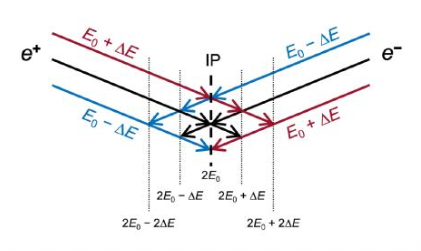 E₀ + ΔE
IP
E₀ − ΔE
e⁺
e⁻
E₀ − ΔE
E₀ + ΔE
2E₀
2E₀ − ΔE
2E₀ + ΔE
2E₀ − 2ΔE
2E₀ + 2ΔE